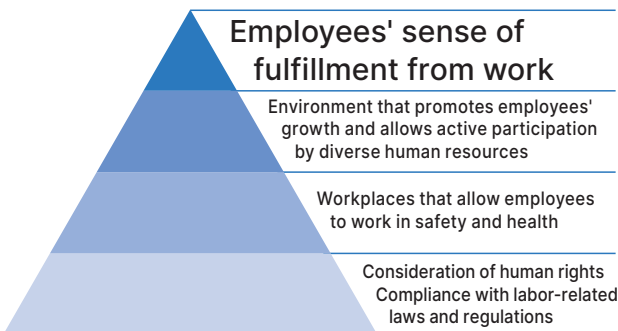 Employees' sense of
fulfillment from work
Environment that promotes employees'
growth and allows active participation
by diverse human resources
Workplaces that allow employees
to work in safety and health
Consideration of human rights
Compliance with labor-related
laws and regulations